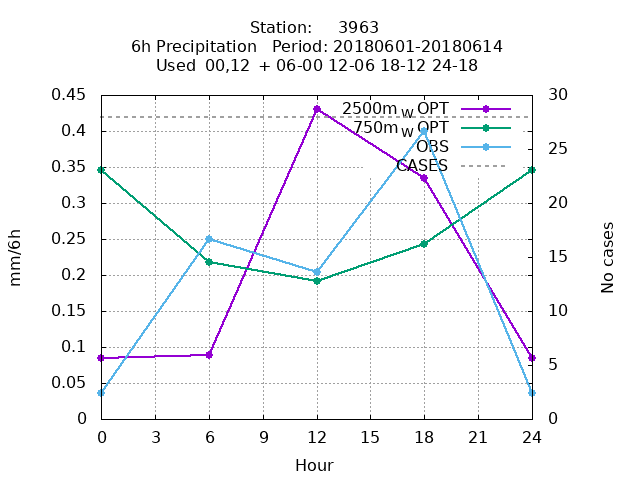 Station: 3963
6h Precipitation Period: 20180601-20180614
Used 00,12 + 06-00 12-06 18-12 24-18
0.45
0.4
0.35
0.3
0.25
0.2
0.15
0.1
0.05
0
30
25
20
15
10
5
0
2500m W OPT
750m W OPT
OBS
CASES
mm/6h
No cases
0 3 6 9 12 15 18 21 24
Hour